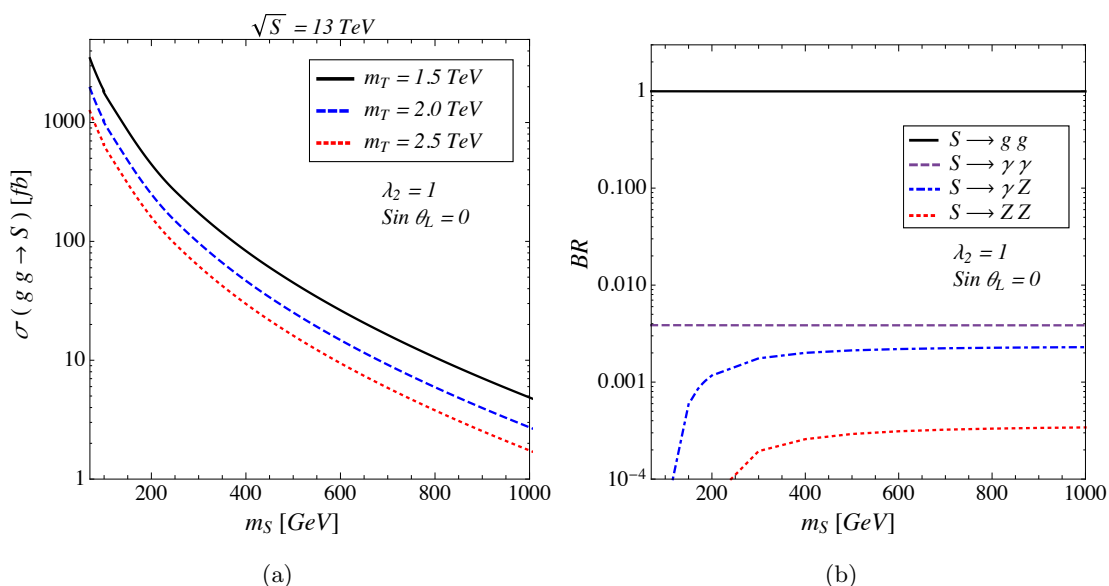 √S = 13 TeV
m_T = 1.5 TeV
m_T = 2.0 TeV
m_T = 2.5 TeV
λ₂ = 1
Sin θ_L = 0
1000
100
10
1
σ ( g g → S ) [fb]
200 400 600 800 1000
m_S [GeV]
(a)
S → g g
S → γ γ
S → γ Z
S → Z Z
λ₂ = 1
Sin θ_L = 0
1
0.100
0.010
0.001
10⁻⁴
BR
200 400 600 800 1000
m_S [GeV]
(b)